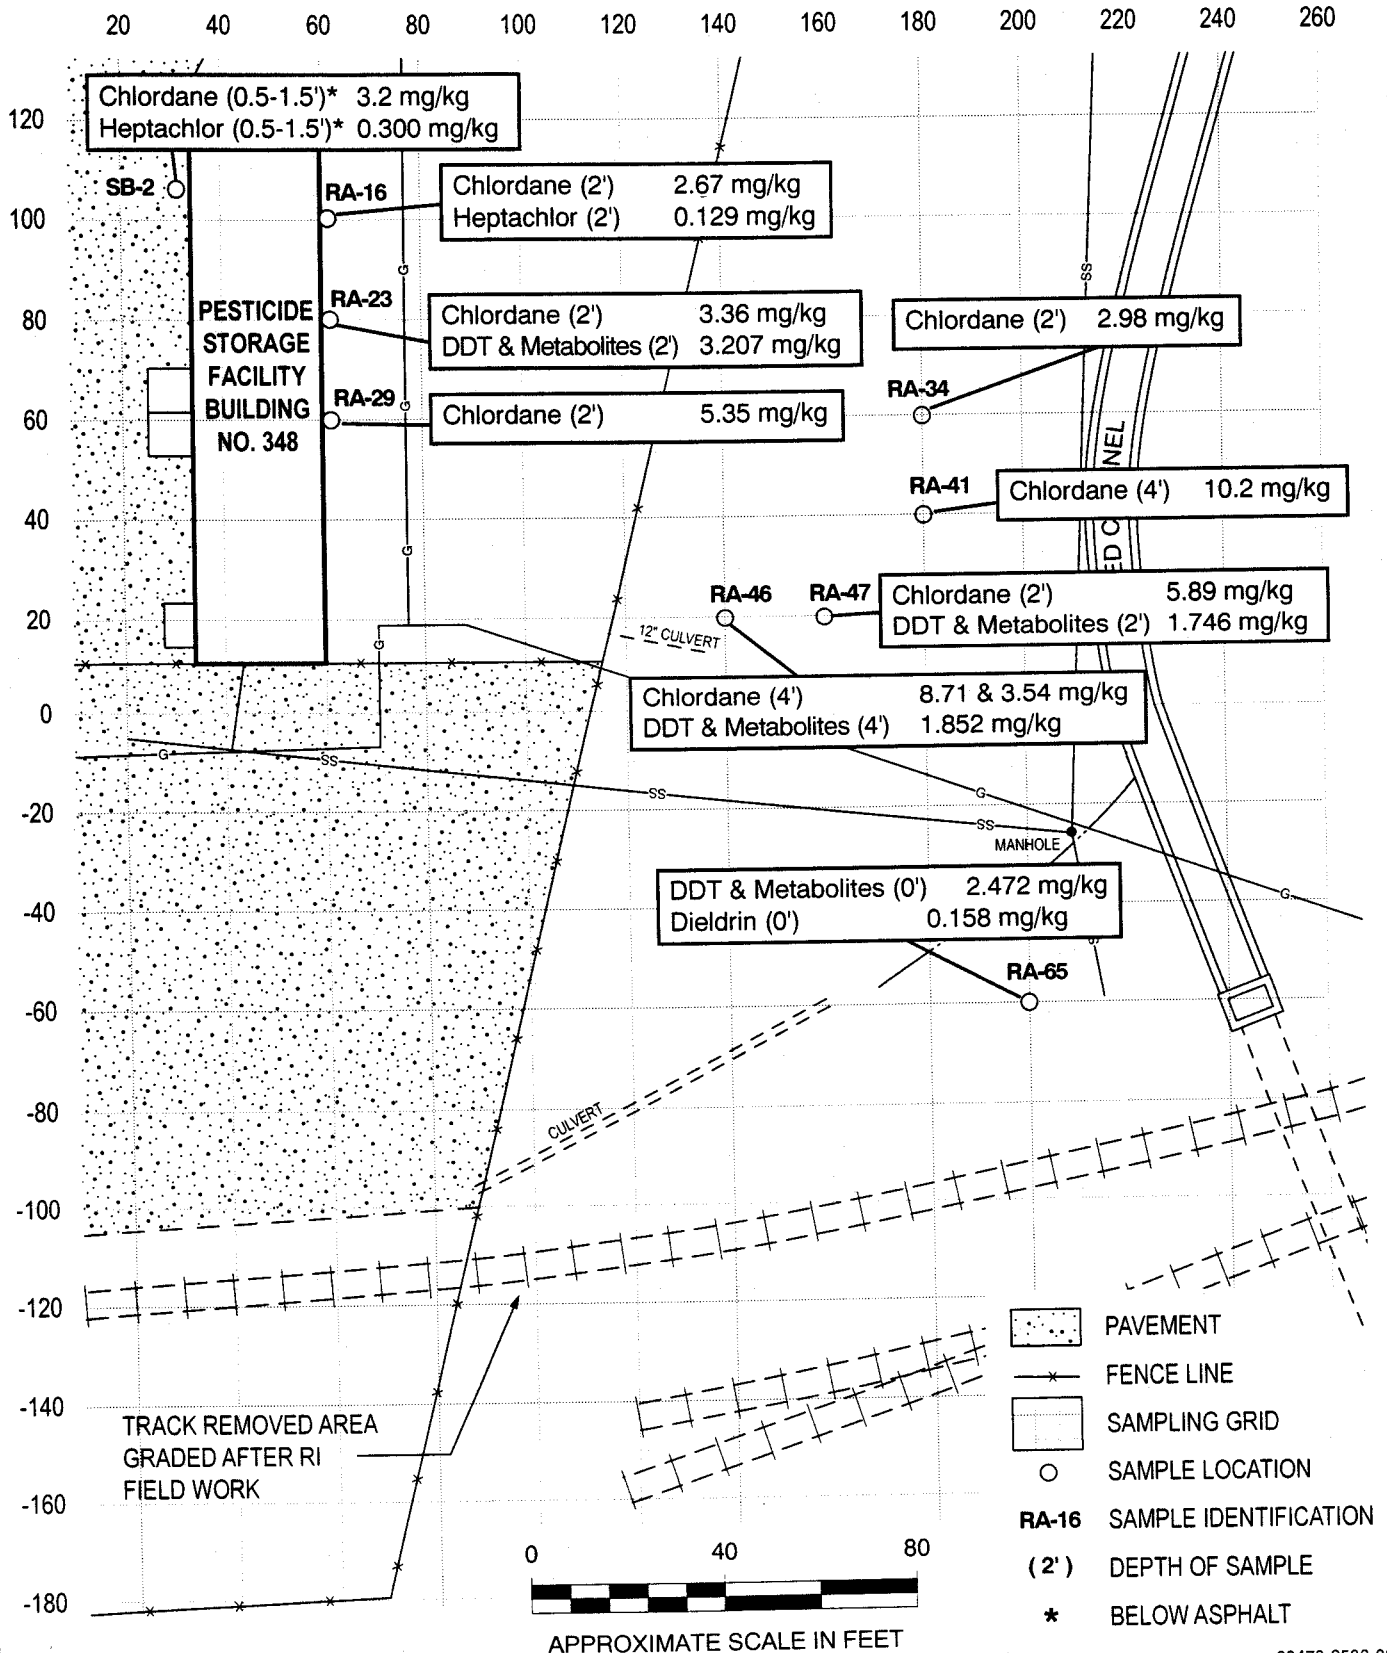 20 40 60 80 100 120 140 160 180 200 220 240 260
120
100
80
60
40
20
0
-20
-40
-60
-80
-100
-120
-140
-160
-180
Chlordane (0.5-1.5')* 3.2 mg/kg
Heptachlor (0.5-1.5')* 0.300 mg/kg
SB-2
RA-16
Chlordane (2') 2.67 mg/kg
Heptachlor (2') 0.129 mg/kg
G
SS
PESTICIDE
STORAGE
FACILITY
BUILDING
NO. 348
RA-23
Chlordane (2') 3.36 mg/kg
DDT & Metabolites (2') 3.207 mg/kg
Chlordane (2') 2.98 mg/kg
RA-34
RA-29
G
Chlordane (2') 5.35 mg/kg
NEL
RA-41
Chlordane (4') 10.2 mg/kg
G
ED C
RA-46
RA-47
Chlordane (2') 5.89 mg/kg
DDT & Metabolites (2') 1.746 mg/kg
12" CULVERT
G
Chlordane (4') 8.71 & 3.54 mg/kg
DDT & Metabolites (4') 1.852 mg/kg
G
SS
SS
G
SS
MANHOLE
DDT & Metabolites (0') 2.472 mg/kg
Dieldrin (0') 0.158 mg/kg
G
RA-65
CULVERT
TRACK REMOVED AREA
GRADED AFTER RI
FIELD WORK
PAVEMENT
FENCE LINE
SAMPLING GRID
SAMPLE LOCATION
RA-16 SAMPLE IDENTIFICATION
(2') DEPTH OF SAMPLE
* BELOW ASPHALT
0 40 80
APPROXIMATE SCALE IN FEET